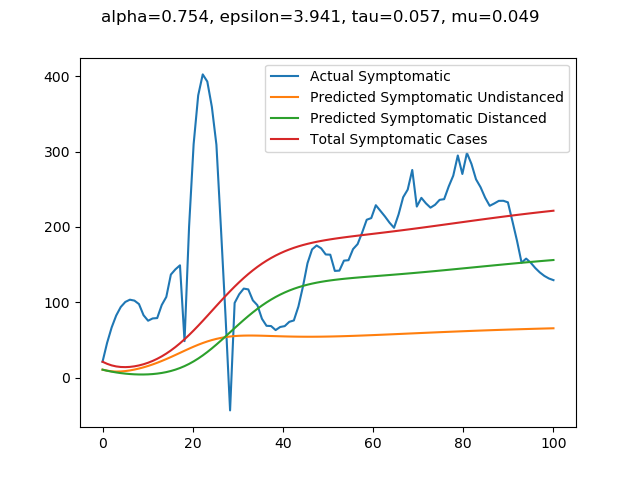 alpha=0.754, epsilon=3.941, tau=0.057, mu=0.049
Actual Symptomatic
Predicted Symptomatic Undistanced
Predicted Symptomatic Distanced
Total Symptomatic Cases
400
300
200
100
0
0 20 40 60 80 100